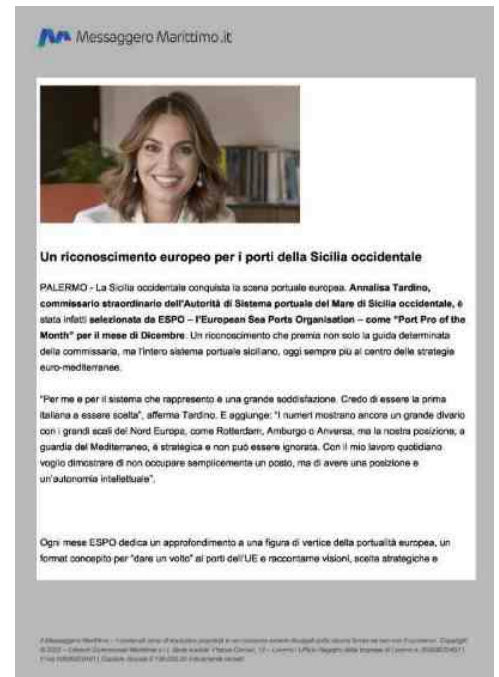 Messaggero Marittimo.it
Un riconoscimento europeo per i porti della Sicilia occidentale
PALERMO - La Sicilia occidentale conquista la scena portuale europea. Annalisa Tardino,
commissario straordinario dell'Autorità di Sistema portuale del Mare di Sicilia occidentale, è
stata infatti selezionata da ESPO – l'European Sea Ports Organisation – come "Port Pro of the
Month" per il mese di Dicembre. Un riconoscimento che premia non solo la guida determinata
della commissaria, ma l'intero sistema portuale siciliano, oggi sempre più al centro delle strategie
euro-mediterranee.
"Per me e per il sistema che rappresento è una grande soddisfazione. Credo di essere la prima
italiana a essere scelta", afferma Tardino. E aggiunge: "I numeri mostrano ancora un grande divario
con i grandi scali del Nord Europa, come Rotterdam, Amburgo o Anversa, ma la nostra posizione, a
guardia del Mediterraneo, è strategica e non può essere ignorata. Con il mio lavoro quotidiano
voglio dimostrare di non occupare semplicemente un posto, ma di avere una posizione e
un'autonomia intellettuale".
Ogni mese ESPO dedica un approfondimento a una figura di vertice della portualità europea, un
format concepito per "dare un volto" ai porti dell'UE e raccontarne visioni, scelte strategiche e